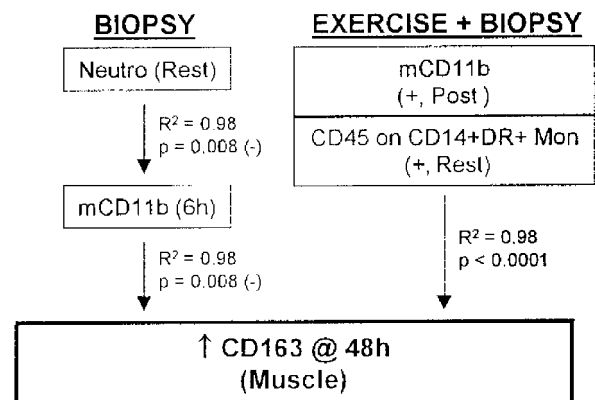 BIOPSY
Neutro (Rest)
R² = 0.98
p = 0.008 (-)
mCD11b (6h)
R² = 0.98
p = 0.008 (-)
EXERCISE + BIOPSY
mCD11b
(+, Post )
CD45 on CD14+DR+ Mon
(+, Rest)
R² = 0.98
p < 0.0001
↑ CD163 @ 48h
(Muscle)